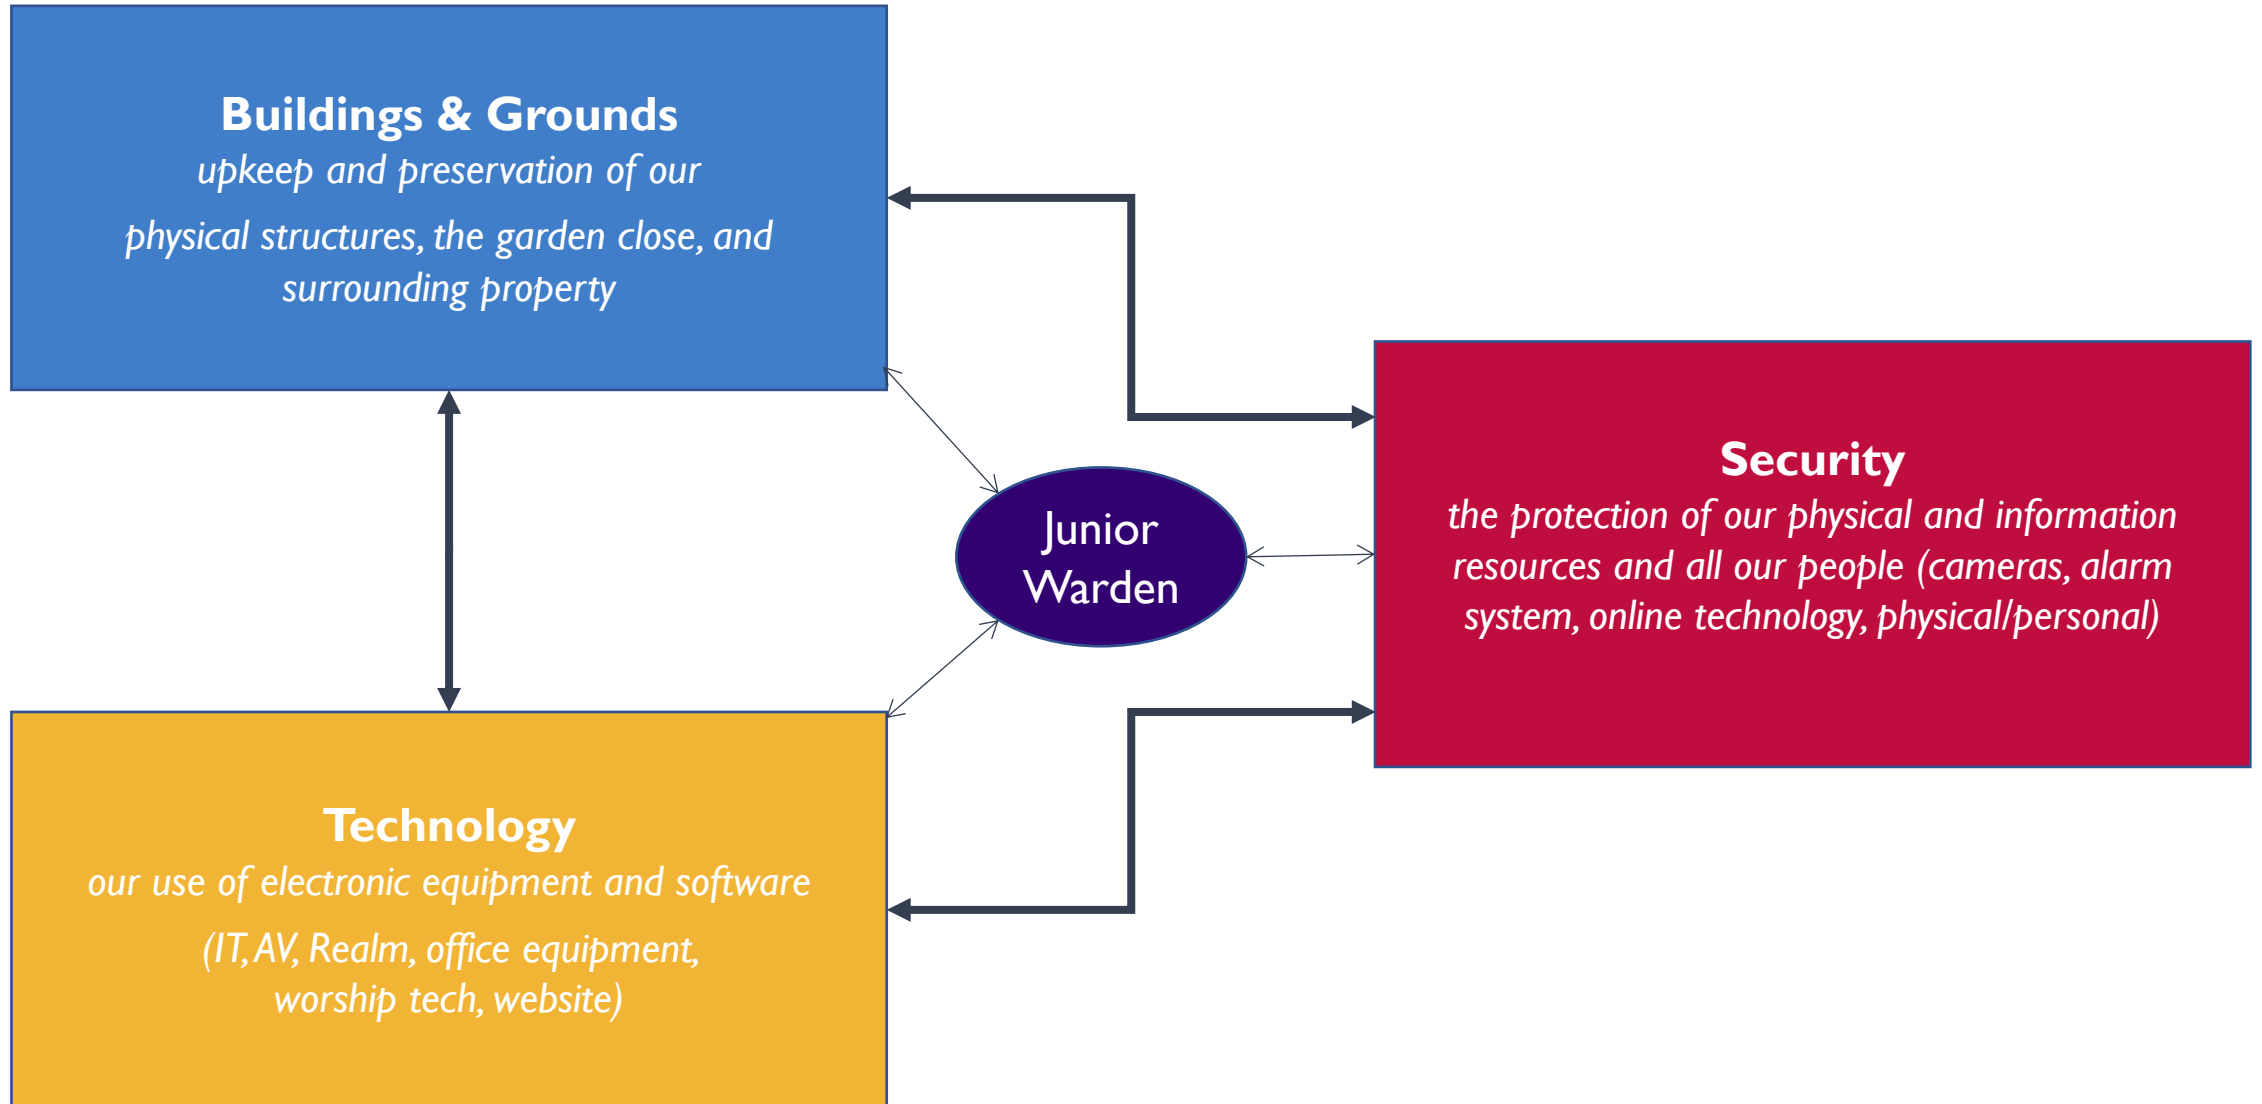 Buildings & Grounds
upkeep and preservation of our
physical structures, the garden close, and
surrounding property
Junior
Warden
Security
the protection of our physical and information
resources and all our people (cameras, alarm
system, online technology, physical/personal)
Technology
our use of electronic equipment and software
(IT, AV, Realm, office equipment,
worship tech, website)